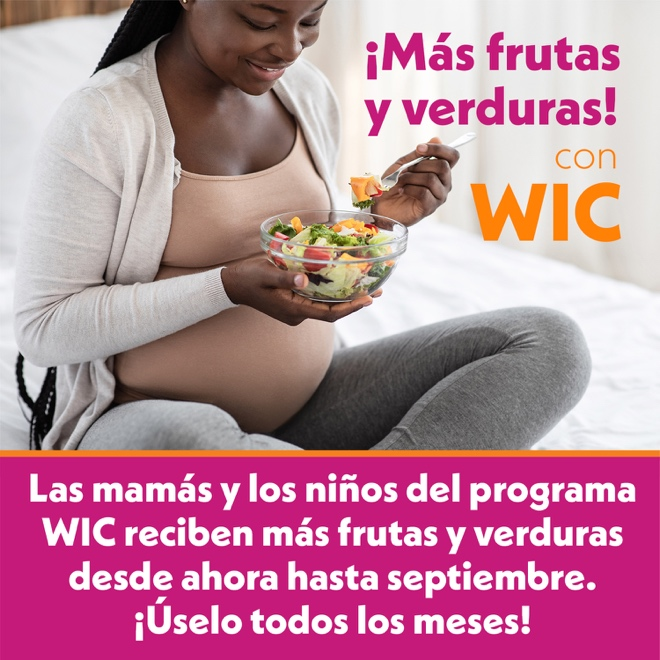 ¡Más frutas
y verduras!
con
WIC
Las mamás y los niños del programa
WIC reciben más frutas y verduras
desde ahora hasta septiembre.
¡Úselo todos los meses!